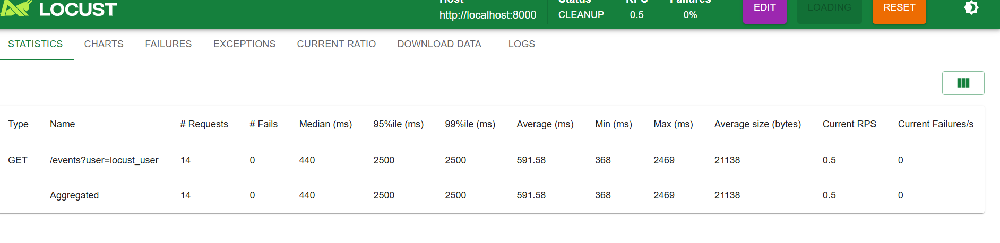 LOCUST
Host
http://localhost:8000
Status
CLEANUP
RPS
0.5
Failures
0%
EDIT
LOADING
RESET
STATISTICS CHARTS FAILURES EXCEPTIONS CURRENT RATIO DOWNLOAD DATA LOGS
Type Name # Requests # Fails Median (ms) 95%ile (ms) 99%ile (ms) Average (ms) Min (ms) Max (ms) Average size (bytes) Current RPS Current Failures/s
GET /events?user=locust_user 14 0 440 2500 2500 591.58 368 2469 21138 0.5 0
Aggregated 14 0 440 2500 2500 591.58 368 2469 21138 0.5 0